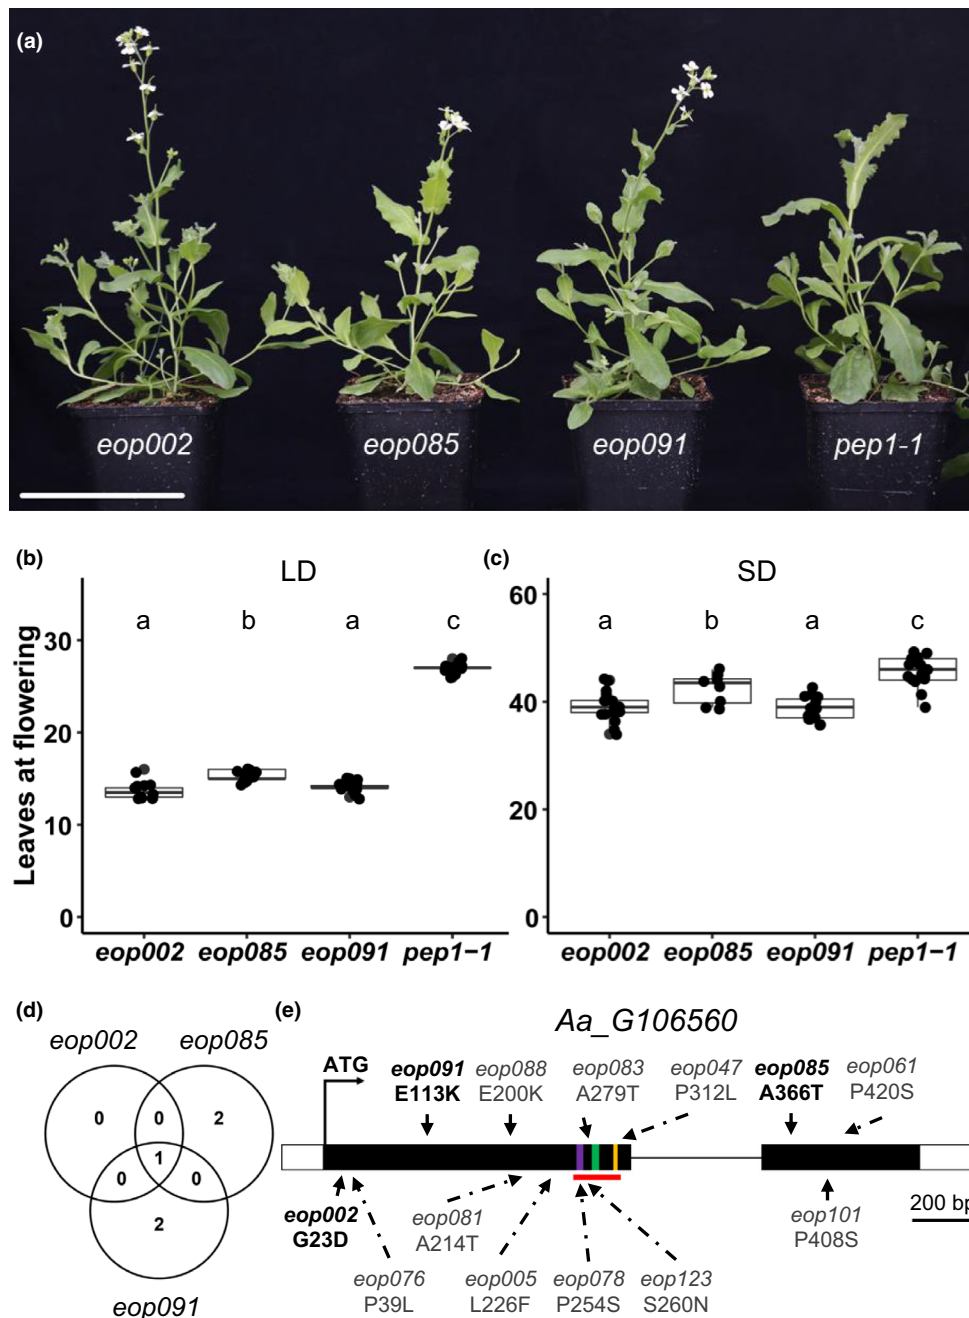 (a)
eop002 eop085 eop091 pep1-1
(b)
LD
Leaves at flowering
30
20
10
0
a b a c
eop002 eop085 eop091 pep1−1
(c)
SD
60
40
20
0
a b a c
eop002 eop085 eop091 pep1−1
(d)
eop002 eop085
0 0 2
1
0 0
2
eop091
(e)
Aa_G106560
ATG
eop091 eop088 eop083 eop047 eop085 eop061
E113K E200K A279T P312L A366T P420S
200 bp
eop002 eop081 eop101
G23D A214T P408S
eop076 eop005 eop078 eop123
P39L L226F P254S S260N